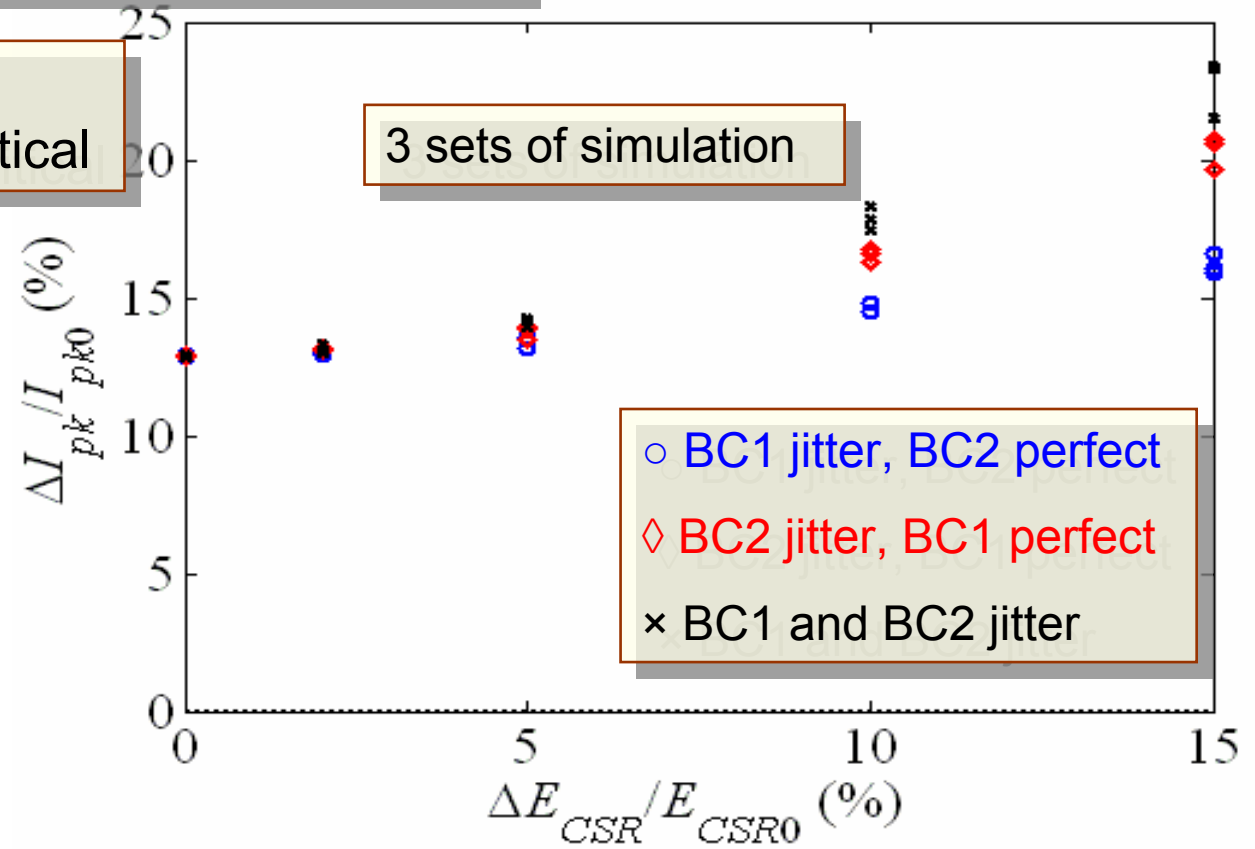 tical
3 sets of simulation
25
20
15
10
5
0
ΔI_pk/I_pk0 (%)
○ BC1 jitter, BC2 perfect
◊ BC2 jitter, BC1 perfect
× BC1 and BC2 jitter
0 5 10 15
ΔE_CSR/E_CSR0 (%)